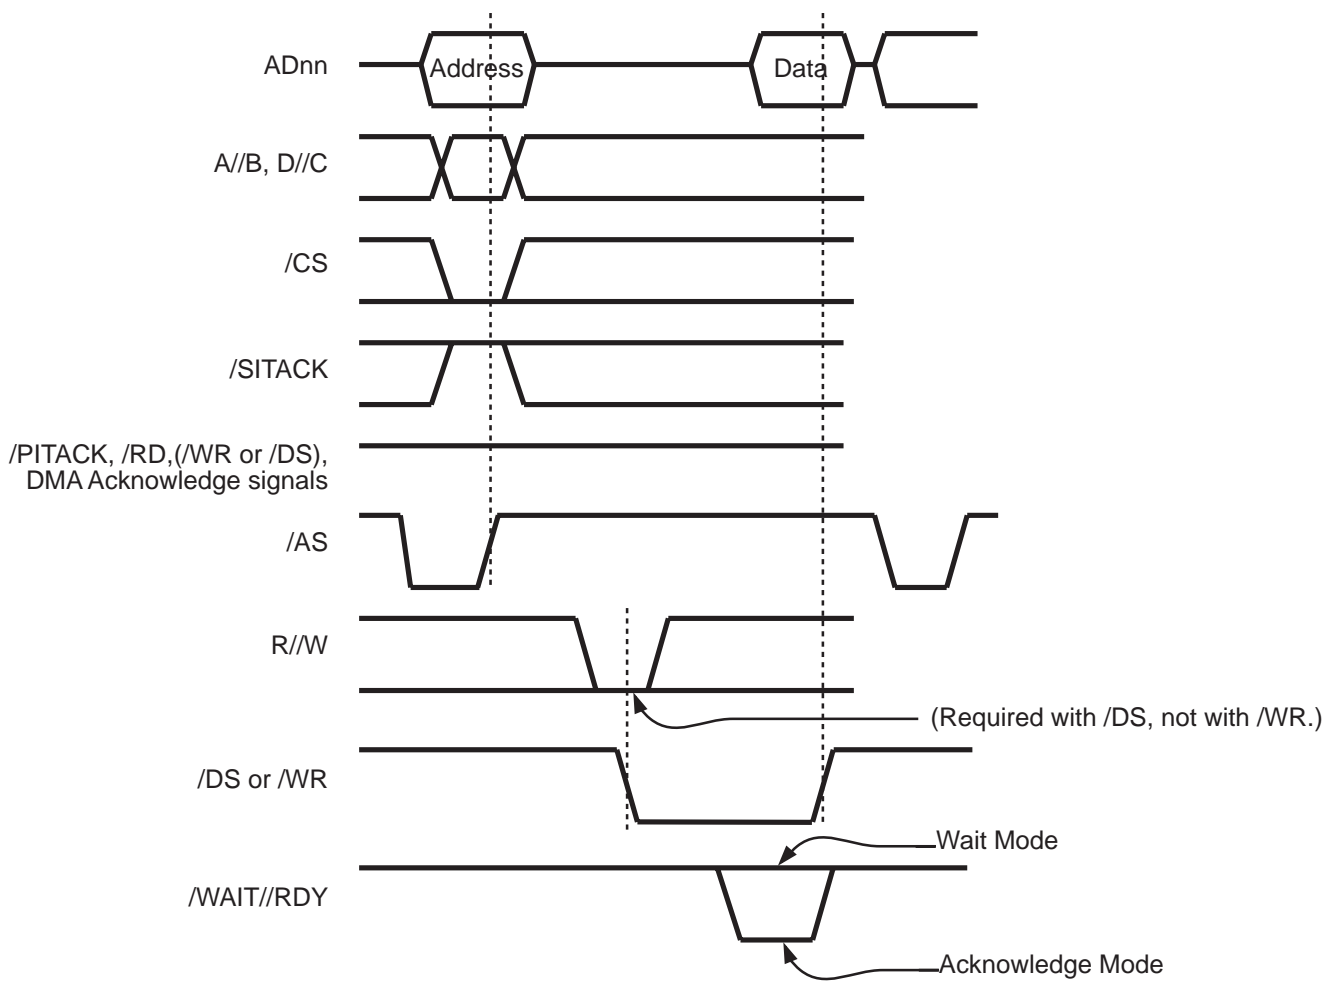 ADnn
Address
Data
A//B, D//C
/CS
/SITACK
/PITACK, /RD,(/WR or /DS),
DMA Acknowledge signals
/AS
R//W
(Required with /DS, not with /WR.)
/DS or /WR
Wait Mode
/WAIT//RDY
Acknowledge Mode